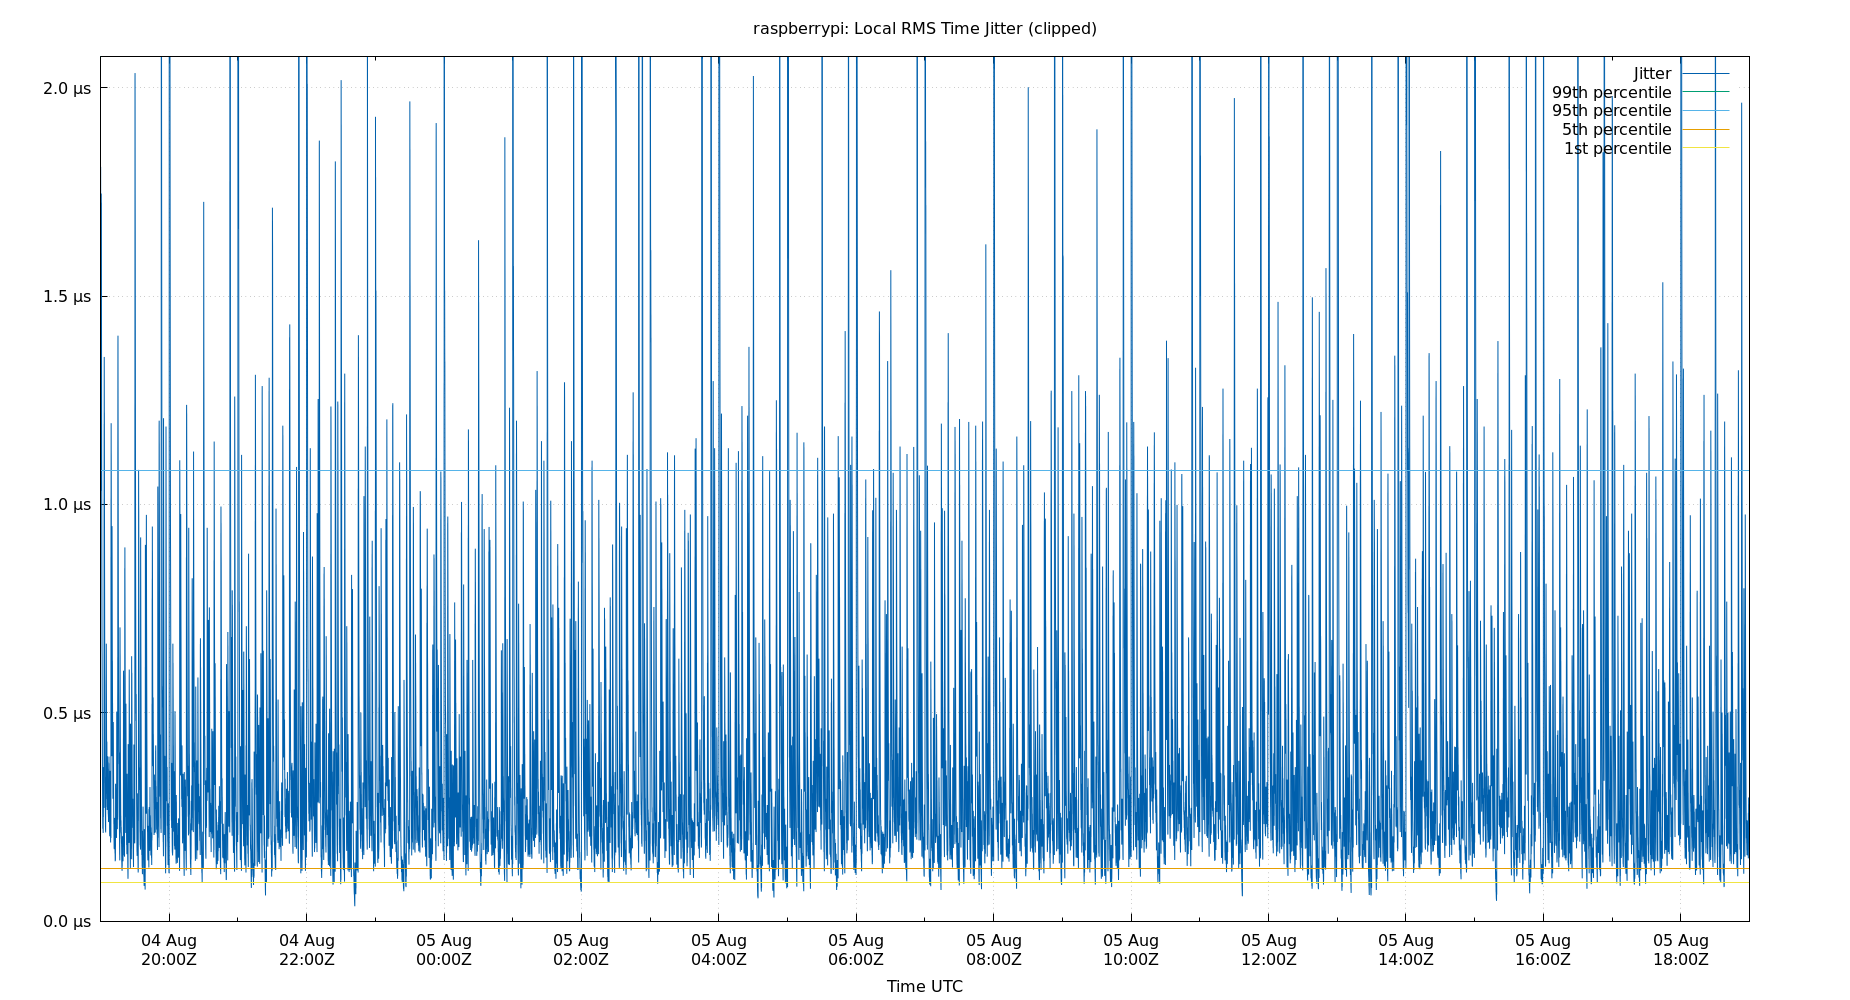 raspberrypi: Local RMS Time Jitter (clipped)
Jitter
99th percentile
95th percentile
5th percentile
1st percentile
2.0 μs
1.5 μs
1.0 μs
0.5 μs
0.0 μs
04 Aug 04 Aug 05 Aug 05 Aug 05 Aug 05 Aug 05 Aug 05 Aug 05 Aug 05 Aug 05 Aug 05 Aug
20:00Z 22:00Z 00:00Z 02:00Z 04:00Z 06:00Z 08:00Z 10:00Z 12:00Z 14:00Z 16:00Z 18:00Z
Time UTC